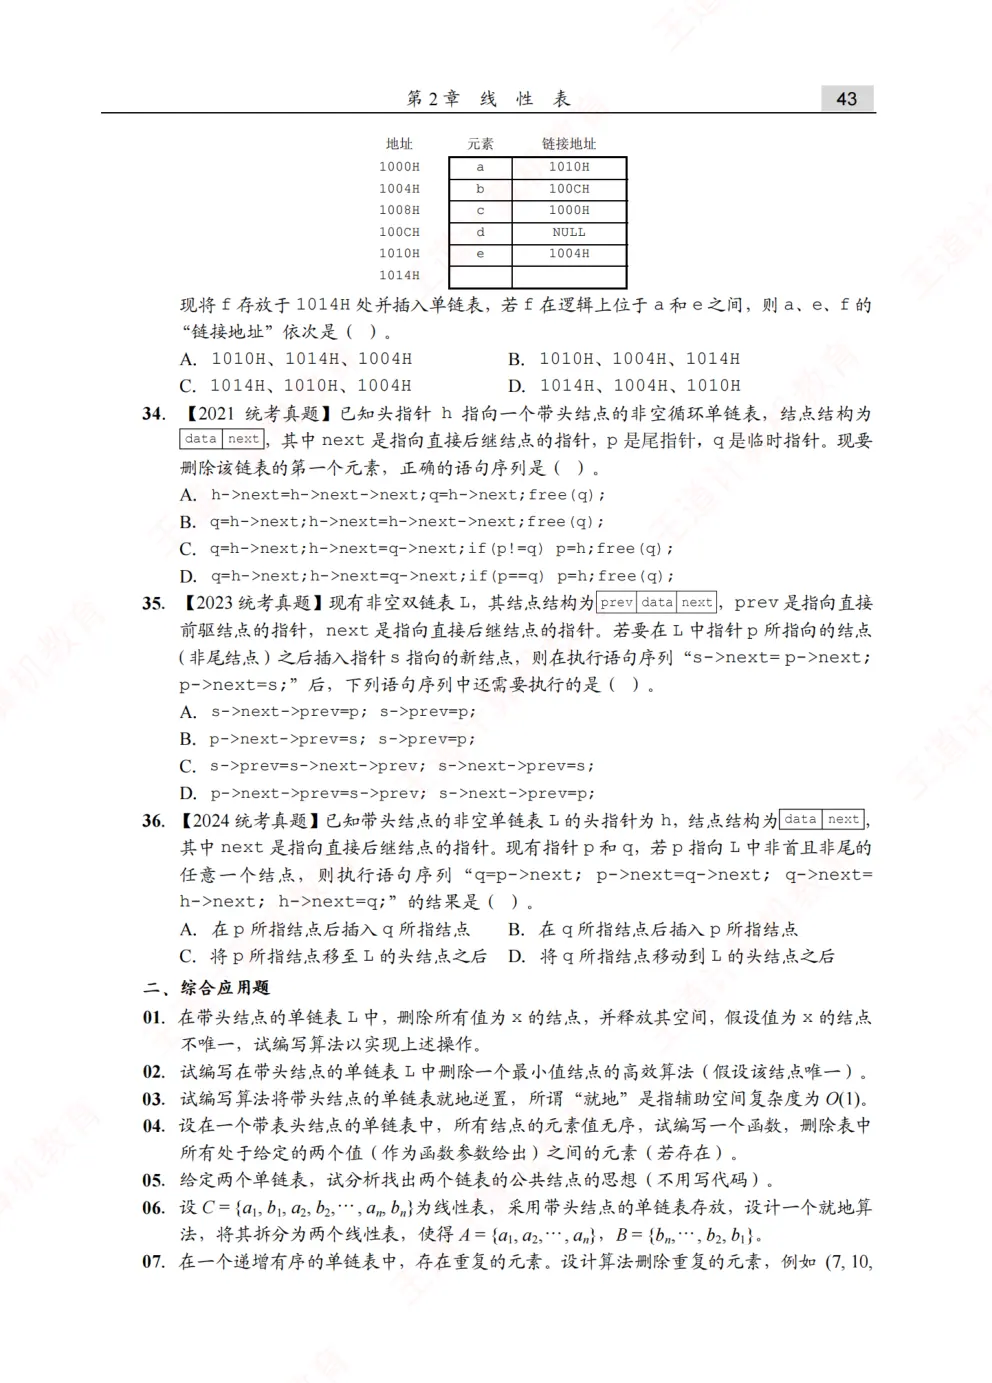 第 2 章 线 性 表 43
地址 元素 链接地址
1000H a 1010H
1004H b 100CH
1008H c 1000H
100CH d NULL
1010H e 1004H
1014H
现将 f 存放于 1014H 处并插入单链表，若 f 在逻辑上位于 a 和 e 之间，则 a、e、f 的
“链接地址”依次是（ ）。
A. 1010H、1014H、1004H B. 1010H、1004H、1014H
C. 1014H、1010H、1004H D. 1014H、1004H、1010H
34. 【2021 统考真题】已知头指针 h 指向一个带头结点的非空循环单链表，结点结构为
data next ，其中 next 是指向直接后继结点的指针，p 是尾指针，q 是临时指针。现要
删除该链表的第一个元素，正确的语句序列是（ ）。
A. h->next=h->next->next;q=h->next;free(q);
B. q=h->next;h->next=h->next->next;free(q);
C. q=h->next;h->next=q->next;if(p!=q) p=h;free(q);
D. q=h->next;h->next=q->next;if(p==q) p=h;free(q);
35. 【2023 统考真题】现有非空双链表 L，其结点结构为 prev data next ，prev 是指向直接
前驱结点的指针，next 是指向直接后继结点的指针。若要在 L 中指针 p 所指向的结点
（非尾结点）之后插入指针 s 指向的新结点，则在执行语句序列“s->next= p->next;
p->next=s;”后，下列语句序列中还需要执行的是（ ）。
A. s->next->prev=p; s->prev=p;
B. p->next->prev=s; s->prev=p;
C. s->prev=s->next->prev; s->next->prev=s;
D. p->next->prev=s->prev; s->next->prev=p;
36. 【2024 统考真题】已知带头结点的非空单链表 L 的头指针为 h，结点结构为 data next ，
其中 next 是指向直接后继结点的指针。现有指针 p 和 q，若 p 指向 L 中非首且非尾的
任意一个结点，则执行语句序列“q=p->next; p->next=q->next; q->next=
h->next; h->next=q;”的结果是（ ）。
A. 在 p 所指结点后插入 q 所指结点 B. 在 q 所指结点后插入 p 所指结点
C. 将 p 所指结点移至 L 的头结点之后 D. 将 q 所指结点移动到 L 的头结点之后
二、综合应用题
01. 在带头结点的单链表 L 中，删除所有值为 x 的结点，并释放其空间，假设值为 x 的结点
不唯一，试编写算法以实现上述操作。
02. 试编写在带头结点的单链表 L 中删除一个最小值结点的高效算法（假设该结点唯一）。
03. 试编写算法将带头结点的单链表就地逆置，所谓“就地”是指辅助空间复杂度为 O(1)。
04. 设在一个带表头结点的单链表中，所有结点的元素值无序，试编写一个函数，删除表中
所有处于给定的两个值（作为函数参数给出）之间的元素（若存在）。
05. 给定两个单链表，试分析找出两个链表的公共结点的思想（不用写代码）。
06. 设 C = {a₁, b₁, a₂, b₂,⋯, aₙ, bₙ}为线性表，采用带头结点的单链表存放，设计一个就地算
法，将其拆分为两个线性表，使得 A = {a₁, a₂,⋯, aₙ}，B = {bₙ,⋯, b₂, b₁}。
07. 在一个递增有序的单链表中，存在重复的元素。设计算法删除重复的元素，例如 (7, 10,